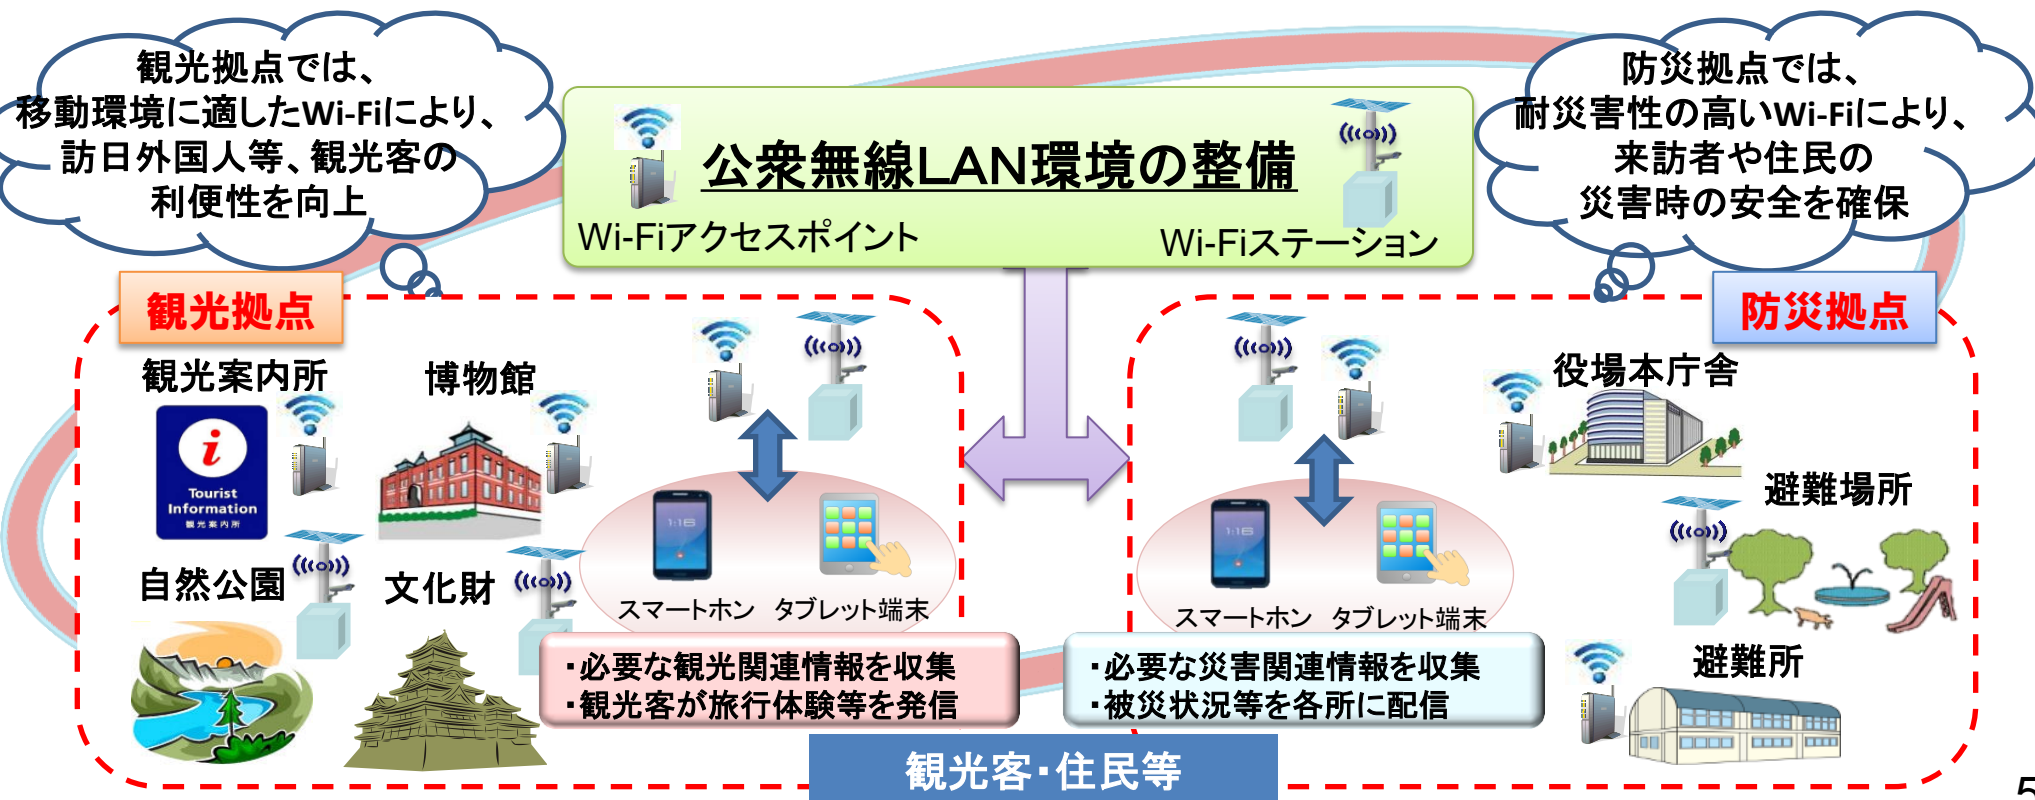 観光拠点では、
移動環境に適したWi-Fiにより、
訪日外国人等、観光客の
利便性を向上
公衆無線LAN環境の整備
Wi-Fiアクセスポイント
Wi-Fiステーション
防災拠点では、
耐災害性の高いWi-Fiにより、
来訪者や住民の
災害時の安全を確保
観光拠点
観光案内所
i
Tourist
Information
観光案内所
博物館
自然公園
文化財
1:16
スマートホン
タブレット端末
・必要な観光関連情報を収集
・観光客が旅行体験等を発信
防災拠点
役場本庁舎
避難場所
避難所
1:16
スマートホン
タブレット端末
・必要な災害関連情報を収集
・被災状況等を各所に配信
観光客・住民等
5